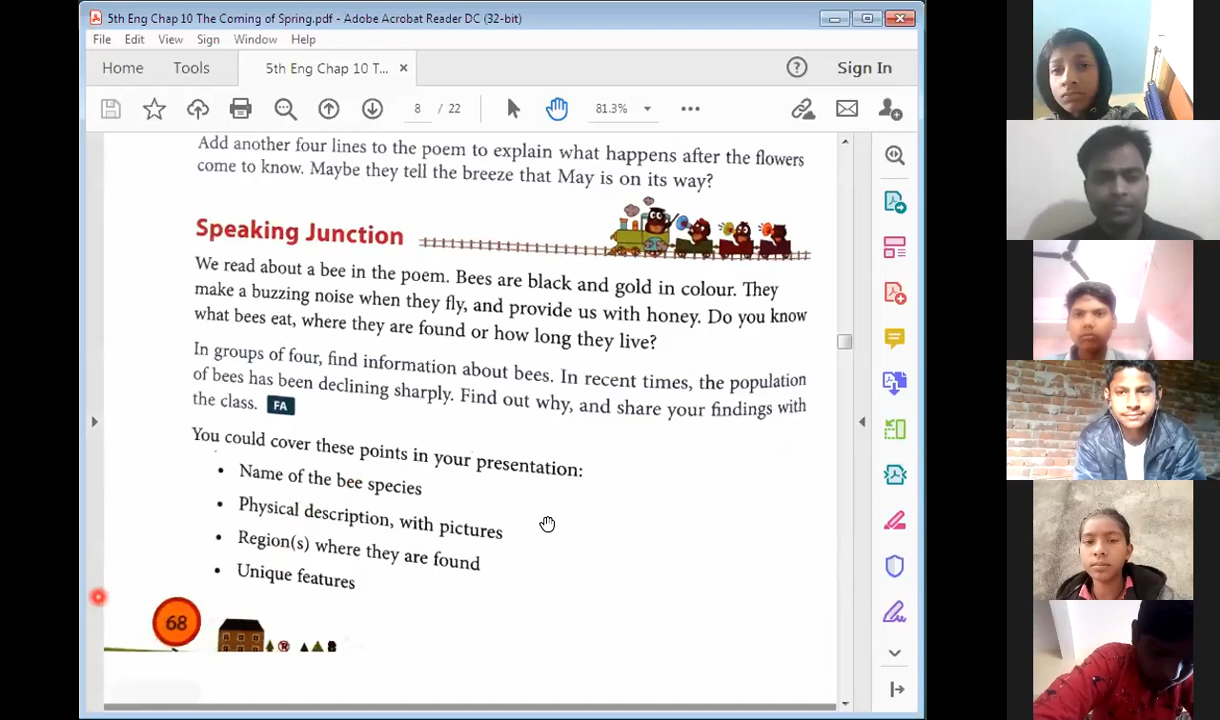 5th Eng Chap 10 The Coming of Spring.pdf - Adobe Acrobat Reader DC (32-bit)
File Edit View Sign Window Help
Home Tools 5th Eng Chap 10 T... × Sign In
8 / 22 81.3%
Add another four lines to the poem to explain what happens after the flowers
come to know. Maybe they tell the breeze that May is on its way?
Speaking Junction
We read about a bee in the poem. Bees are black and gold in colour. They
make a buzzing noise when they fly, and provide us with honey. Do you know
what bees eat, where they are found or how long they live?
In groups of four, find information about bees. In recent times, the population
of bees has been declining sharply. Find out why, and share your findings with
the class. FA
You could cover these points in your presentation:
• Name of the bee species
• Physical description, with pictures
• Region(s) where they are found
• Unique features
68